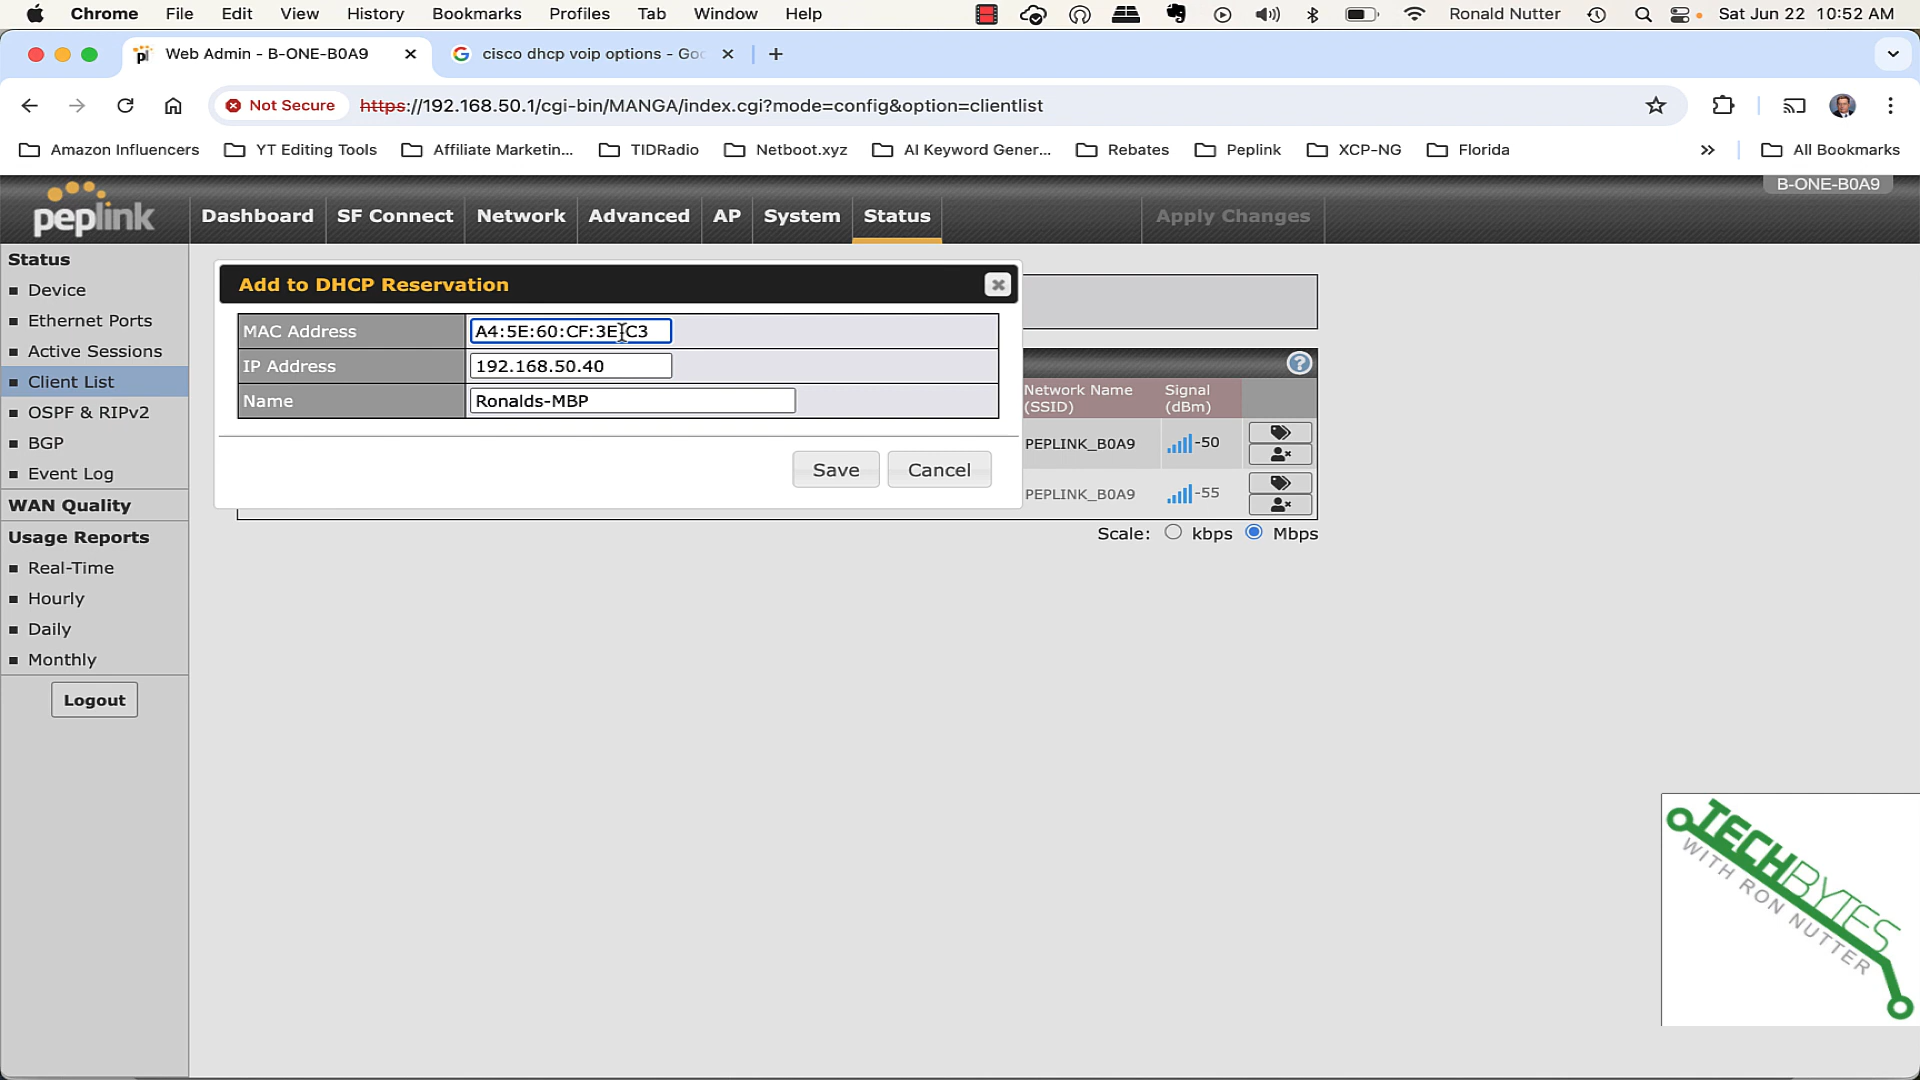 Chrome File Edit View History Bookmarks Profiles Tab Window Help Ronald Nutter Sat Jun 22 10:52 AM
Web Admin - B-ONE-B0A9 cisco dhcp voip options - Goo
Not Secure https://192.168.50.1/cgi-bin/MANGA/index.cgi?mode=config&option=clientlist
Amazon Influencers YT Editing Tools Affiliate Marketin... TIDRadio Netboot.xyz AI Keyword Gener... Rebates Peplink XCP-NG Florida » All Bookmarks
B-ONE-B0A9
peplink Dashboard SF Connect Network Advanced AP System Status Apply Changes
Status
Device
Ethernet Ports
Active Sessions
Client List
OSPF & RIPv2
BGP
Event Log
WAN Quality
Usage Reports
Real-Time
Hourly
Daily
Monthly
Logout
Add to DHCP Reservation
MAC Address A4:5E:60:CF:3E:C3
IP Address 192.168.50.40
Name Ronalds-MBP
Save Cancel
Network Name (SSID) Signal (dBm)
PEPLINK_B0A9 -50
PEPLINK_B0A9 -55
Scale: kbps Mbps
TECHBYTES
WITH RON NUTTER